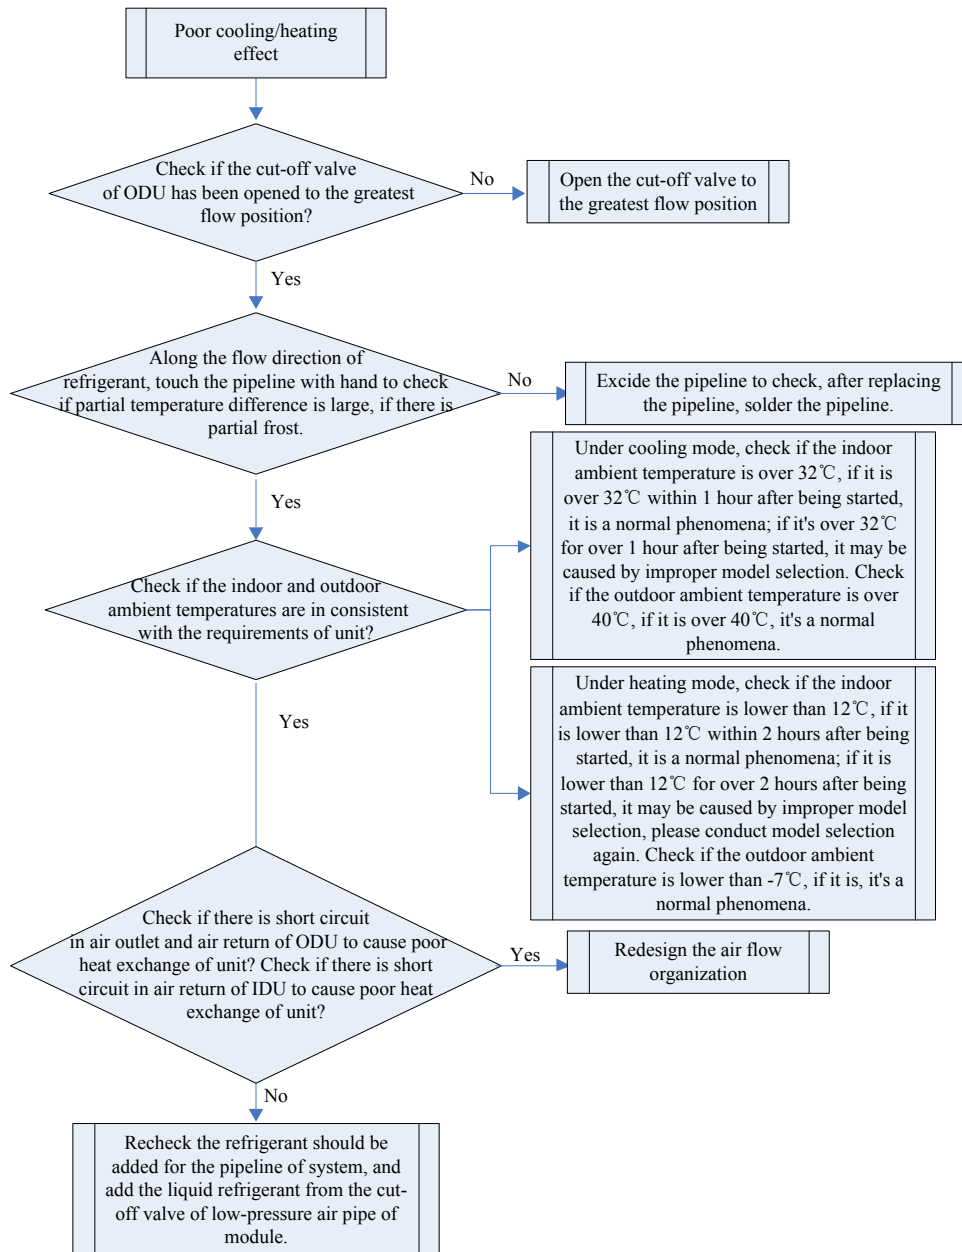 Poor cooling/heating
effect
Check if the cut-off valve
of ODU has been opened to the greatest
flow position?
No
Open the cut-off valve to
the greatest flow position
Yes
Along the flow direction of
refrigerant, touch the pipeline with hand to check
if partial temperature difference is large, if there is
partial frost.
No
Excide the pipeline to check, after replacing
the pipeline, solder the pipeline.
Yes
Check if the indoor and outdoor
ambient temperatures are in consistent
with the requirements of unit?
Under cooling mode, check if the indoor
ambient temperature is over 32℃, if it is
over 32℃ within 1 hour after being started,
it is a normal phenomena; if it's over 32℃
for over 1 hour after being started, it may be
caused by improper model selection. Check
if the outdoor ambient temperature is over
40℃, if it is over 40℃, it's a normal
phenomena.
Under heating mode, check if the indoor
ambient temperature is lower than 12℃, if it
is lower than 12℃ within 2 hours after being
started, it is a normal phenomena; if it is
lower than 12℃ for over 2 hours after being
started, it may be caused by improper model
selection, please conduct model selection
again. Check if the outdoor ambient
temperature is lower than -7℃, if it is, it's a
normal phenomena.
Yes
Check if there is short circuit
in air outlet and air return of ODU to cause poor
heat exchange of unit? Check if there is short
circuit in air return of IDU to cause poor heat
exchange of unit?
Yes
Redesign the air flow
organization
No
Recheck the refrigerant should be
added for the pipeline of system, and
add the liquid refrigerant from the cut-
off valve of low-pressure air pipe of
module.